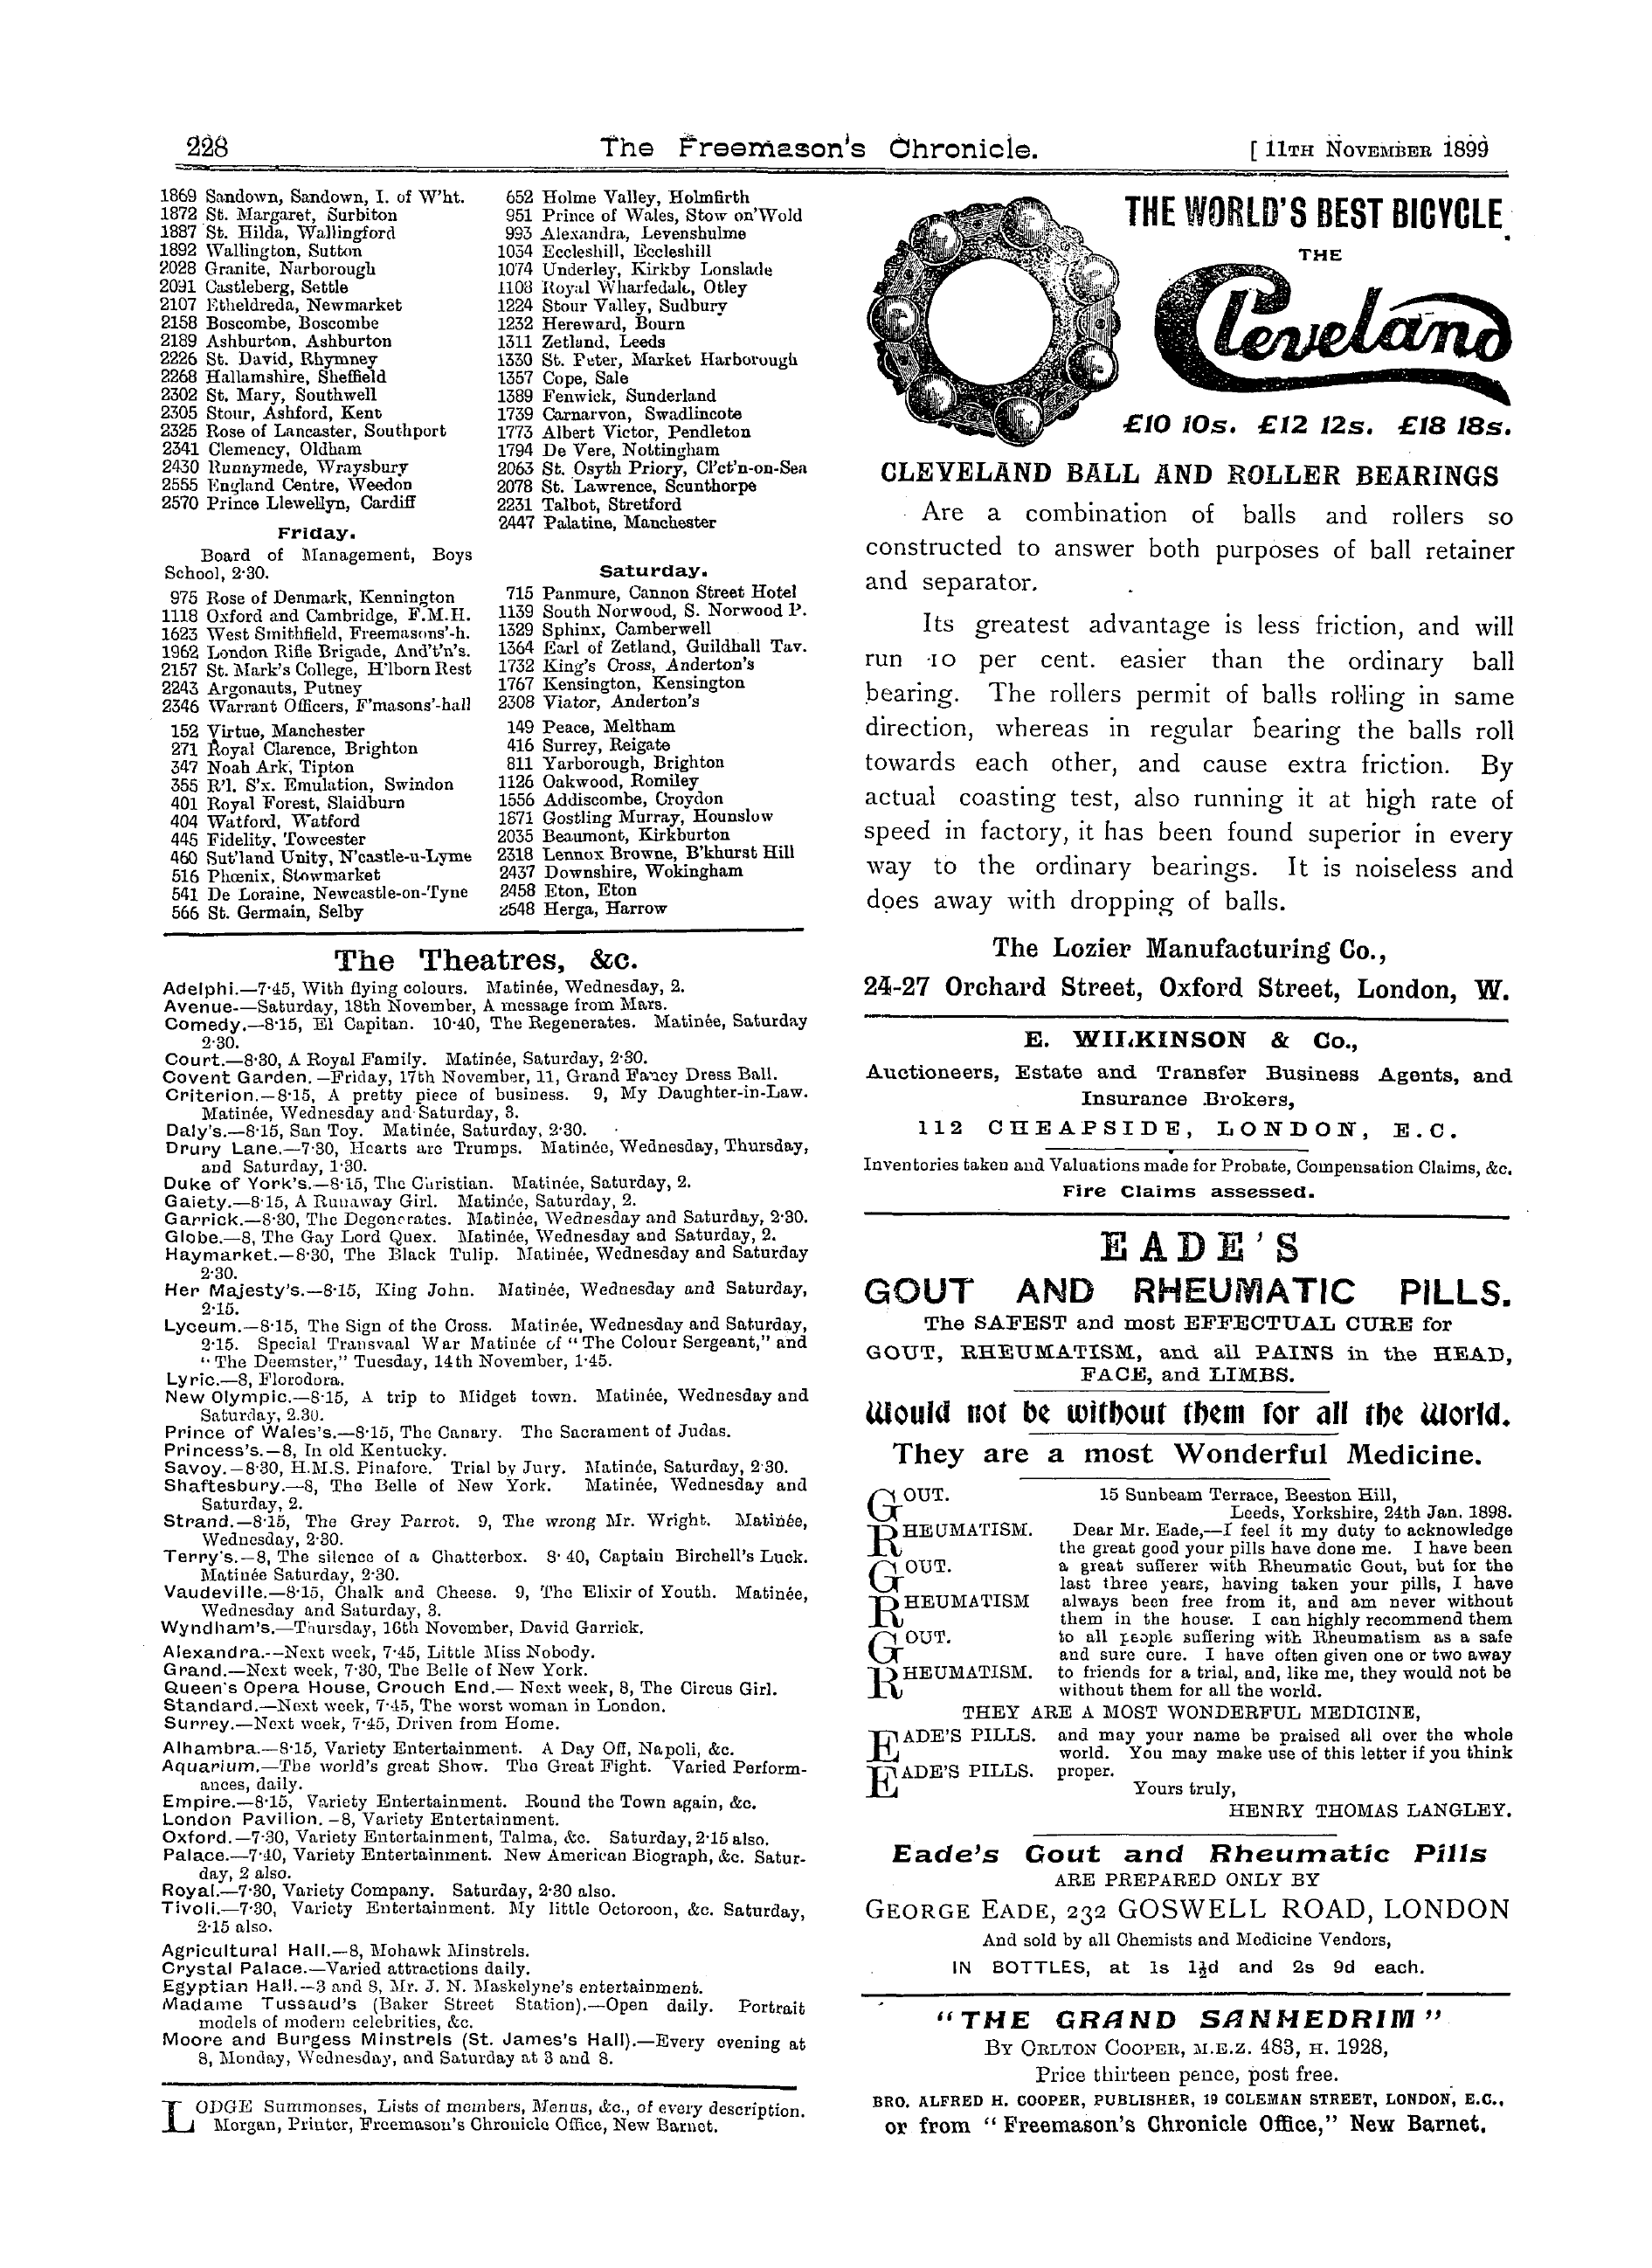 228
The Freemason's Chronicle.
[ 11TH NOVEMBER 1899
1869 Sandown, Sandown, I. of W'ht.
1872 St. Margaret, Surbiton
1887 St. Hilda, Wallingford
1892 Wallington, Sutton
2028 Granite, Narborough
2091 Castleberg, Settle
2107 Etheldreda, Newmarket
2158 Boscombe, Boscombe
2189 Ashburton, Ashburton
2226 St. David, Rhymney
2268 Hallamshire, Sheffield
2302 St. Mary, Southwell
2305 Stour, Ashford, Kent
2325 Rose of Lancaster, Southport
2341 Clemency, Oldham
2430 Runnymede, Wraysbury
2555 England Centre, Weedon
2570 Prince Llewellyn, Cardiff
Friday.
Board of Management, Boys
School, 2·30.
975 Rose of Denmark, Kennington
1118 Oxford and Cambridge, F.M.H.
1623 West Smithfield, Freemasons'-h.
1962 London Rifle Brigade, And't'n's.
2157 St. Mark's College, H'lborn Rest
2243 Argonauts, Putney
2346 Warrant Officers, F'masons'-hall
152 Virtue, Manchester
271 Royal Clarence, Brighton
347 Noah Ark, Tipton
355 R'l. S'x. Emulation, Swindon
401 Royal Forest, Slaidburn
404 Watford, Watford
445 Fidelity, Towcester
460 Sut'land Unity, N'castle-u-Lyme
516 Phœnix, Stowmarket
541 De Loraine, Newcastle-on-Tyne
566 St. Germain, Selby
652 Holme Valley, Holmfirth
951 Prince of Wales, Stow on'Wold
993 Alexandra, Levenshulme
1034 Eccleshill, Eccleshill
1074 Underley, Kirkby Lonslade
1108 Royal Wharfedale, Otley
1224 Stour Valley, Sudbury
1232 Hereward, Bourn
1311 Zetland, Leeds
1330 St. Peter, Market Harborough
1357 Cope, Sale
1389 Fenwick, Sunderland
1739 Carnarvon, Swadlincote
1773 Albert Victor, Pendleton
1794 De Vere, Nottingham
2063 St. Osyth Priory, Cl'ct'n-on-Sea
2078 St. Lawrence, Scunthorpe
2231 Talbot, Stretford
2447 Palatine, Manchester
Saturday.
715 Panmure, Cannon Street Hotel
1139 South Norwood, S. Norwood P.
1329 Sphinx, Camberwell
1364 Earl of Zetland, Guildhall Tav.
1732 King's Cross, Anderton's
1767 Kensington, Kensington
2308 Viator, Anderton's
149 Peace, Meltham
416 Surrey, Reigate
811 Yarborough, Brighton
1126 Oakwood, Romiley
1556 Addiscombe, Croydon
1871 Gostling Murray, Hounslow
2035 Beaumont, Kirkburton
2318 Lennox Browne, B'khurst Hill
2437 Downshire, Wokingham
2458 Eton, Eton
2548 Herga, Harrow
The Theatres, &c.
Adelphi.—7·45, With flying colours. Matinée, Wednesday, 2.
Avenue-—Saturday, 18th November, A message from Mars.
Comedy.—8·15, El Capitan. 10·40, The Regenerates. Matinée, Saturday
2·30.
Court.—8·30, A Royal Family. Matinée, Saturday, 2·30.
Covent Garden.—Friday, 17th November, 11, Grand Fancy Dress Ball.
Criterion.—8·15, A pretty piece of business. 9, My Daughter-in-Law.
Matinée, Wednesday and Saturday, 3.
Daly's.—8·15, San Toy. Matinée, Saturday, 2·30.
Drury Lane.—7·30, Hearts are Trumps. Matinée, Wednesday, Thursday,
and Saturday, 1·30.
Duke of York's.—8·15, The Christian. Matinée, Saturday, 2.
Gaiety.—8·15, A Runaway Girl. Matinée, Saturday, 2.
Garrick.—8·30, The Degenerates. Matinée, Wednesday and Saturday, 2·30.
Globe.—8, The Gay Lord Quex. Matinée, Wednesday and Saturday, 2.
Haymarket.—8·30, The Black Tulip. Matinée, Wednesday and Saturday
2·30.
Her Majesty's.—8·15, King John. Matinée, Wednesday and Saturday,
2·15.
Lyceum.—8·15, The Sign of the Cross. Matinée, Wednesday and Saturday,
2·15. Special Transvaal War Matinée of "The Colour Sergeant," and
"The Deemster," Tuesday, 14th November, 1·45.
Lyric.—8, Florodora.
New Olympic.—8·15, A trip to Midget town. Matinée, Wednesday and
Saturday, 2.30.
Prince of Wales's.—8·15, The Canary. The Sacrament of Judas.
Princess's.—8, In old Kentucky.
Savoy.—8·30, H.M.S. Pinafore. Trial by Jury. Matinée, Saturday, 2·30.
Shaftesbury.—8, The Belle of New York. Matinée, Wednesday and
Saturday, 2.
Strand.—8·15, The Grey Parrot. 9, The wrong Mr. Wright. Matinée,
Wednesday, 2·30.
Terry's.—8, The silence of a Chatterbox. 8·40, Captain Birchell's Luck.
Matinée Saturday, 2·30.
Vaudeville.—8·15, Chalk and Cheese. 9, The Elixir of Youth. Matinée,
Wednesday and Saturday, 3.
Wyndham's.—Thursday, 16th November, David Garrick.
Alexandra.--Next week, 7·45, Little Miss Nobody.
Grand.—Next week, 7·30, The Belle of New York.
Queen's Opera House, Crouch End.— Next week, 8, The Circus Girl.
Standard.—Next week, 7·45, The worst woman in London.
Surrey.—Next week, 7·45, Driven from Home.
Alhambra.—8·15, Variety Entertainment. A Day Off, Napoli, &c.
Aquarium.—The world's great Show. The Great Fight. Varied Perform-
ances, daily.
Empire.—8·15, Variety Entertainment. Round the Town again, &c.
London Pavilion.—8, Variety Entertainment.
Oxford.—7·30, Variety Entertainment, Talma, &c. Saturday, 2·15 also.
Palace.—7·40, Variety Entertainment. New American Biograph, &c. Satur-
day, 2 also.
Royal.—7·30, Variety Company. Saturday, 2·30 also.
Tivoli.—7·30, Variety Entertainment. My little Octoroon, &c. Saturday,
2·15 also.
Agricultural Hall.—8, Mohawk Minstrels.
Crystal Palace.—Varied attractions daily.
Egyptian Hall.—3 and 8, Mr. J. N. Maskelyne's entertainment.
Madame Tussaud's (Baker Street Station).—Open daily. Portrait
models of modern celebrities, &c.
Moore and Burgess Minstrels (St. James's Hall).—Every evening at
8, Monday, Wednesday, and Saturday at 3 and 8.
LODGE Summonses, Lists of members, Menus, &c., of every description.
Morgan, Printer, Freemason's Chronicle Office, New Barnet.
THE WORLD'S BEST BICYCLE
THE
Cleveland
£10 10s. £12 12s. £18 18s.
CLEVELAND BALL AND ROLLER BEARINGS
Are a combination of balls and rollers so
constructed to answer both purposes of ball retainer
and separator.
Its greatest advantage is less friction, and will
run 10 per cent. easier than the ordinary ball
bearing. The rollers permit of balls rolling in same
direction, whereas in regular bearing the balls roll
towards each other, and cause extra friction. By
actual coasting test, also running it at high rate of
speed in factory, it has been found superior in every
way to the ordinary bearings. It is noiseless and
does away with dropping of balls.
The Lozier Manufacturing Co.,
24-27 Orchard Street, Oxford Street, London, W.
E. WILKINSON & Co.,
Auctioneers, Estate and Transfer Business Agents, and
Insurance Brokers,
112 CHEAPSIDE, LONDON, E.C.
Inventories taken and Valuations made for Probate, Compensation Claims, &c.
Fire Claims assessed.
EADE'S
GOUT AND RHEUMATIC PILLS.
The SAFEST and most EFFECTUAL CURE for
GOUT, RHEUMATISM, and all PAINS in the HEAD,
FACE, and LIMBS.
Would not be without them for all the World.
They are a most Wonderful Medicine.
GOUT.
RHEUMATISM.
GOUT.
RHEUMATISM
GOUT.
RHEUMATISM.
15 Sunbeam Terrace, Beeston Hill,
Leeds, Yorkshire, 24th Jan. 1898.
Dear Mr. Eade,—I feel it my duty to acknowledge
the great good your pills have done me. I have been
a great sufferer with Rheumatic Gout, but for the
last three years, having taken your pills, I have
always been free from it, and am never without
them in the house. I can highly recommend them
to all people suffering with Rheumatism as a safe
and sure cure. I have often given one or two away
to friends for a trial, and, like me, they would not be
without them for all the world.
THEY ARE A MOST WONDERFUL MEDICINE,
EADE'S PILLS.
EADE'S PILLS.
and may your name be praised all over the whole
world. You may make use of this letter if you think
proper.
Yours truly,
HENRY THOMAS LANGLEY.
Eade's Gout and Rheumatic Pills
ARE PREPARED ONLY BY
GEORGE EADE, 232 GOSWELL ROAD, LONDON
And sold by all Chemists and Medicine Vendors,
IN BOTTLES, at 1s 1½d and 2s 9d each.
"THE GRAND SANHEDRIM"
BY ORLTON COOPER, M.E.Z. 483, H. 1928,
Price thirteen pence, post free.
BRO. ALFRED H. COOPER, PUBLISHER, 19 COLEMAN STREET, LONDON, E.C.,
or from "Freemason's Chronicle Office," New Barnet.